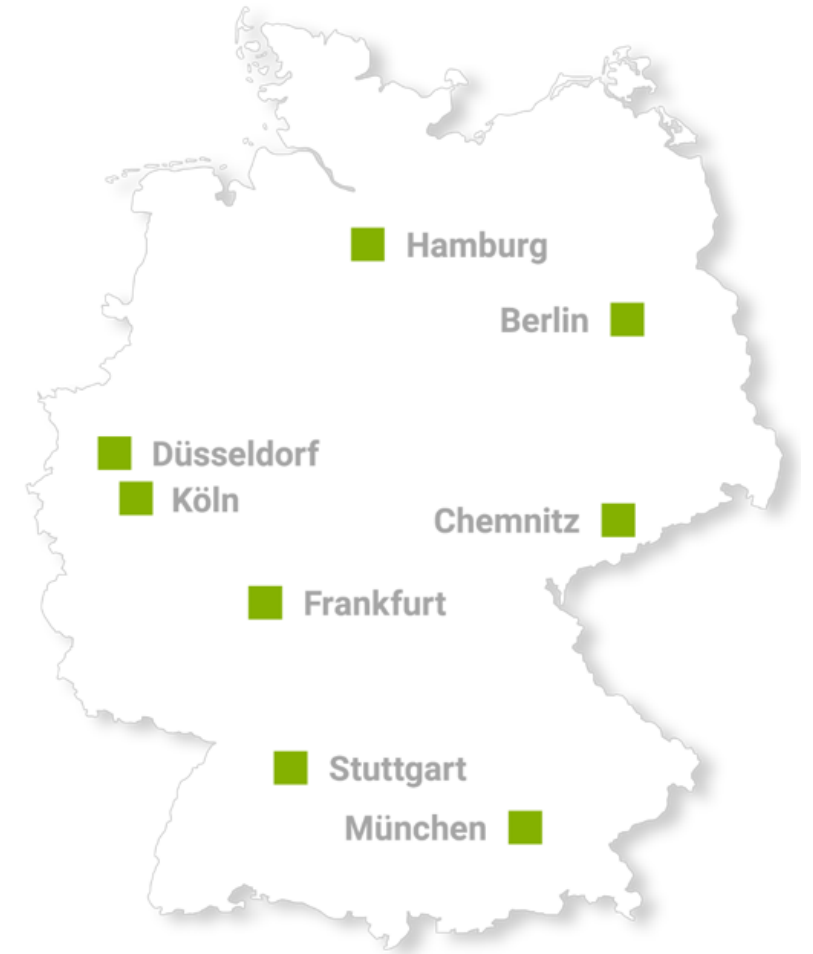 Hamburg
Berlin
Düsseldorf
Köln
Chemnitz
Frankfurt
Stuttgart
München